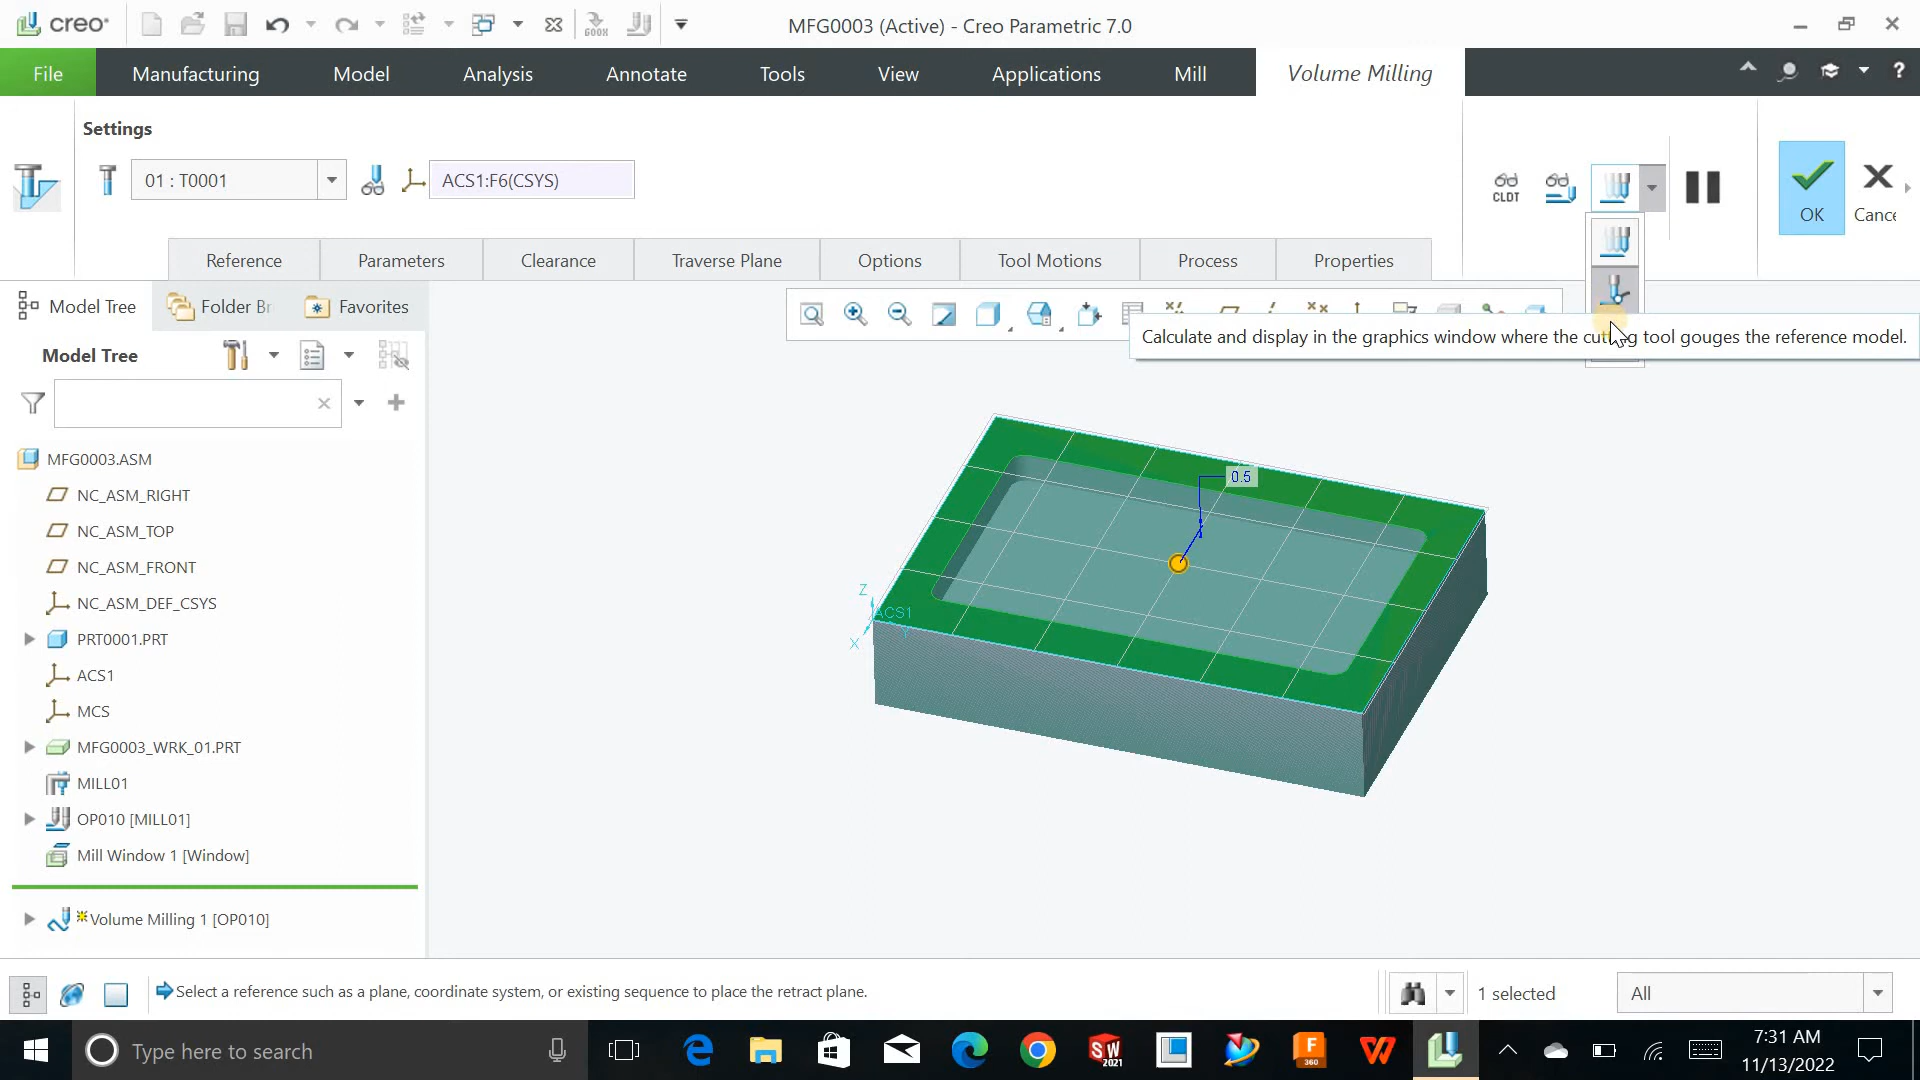 creo
GOOX
MFG0003 (Active) - Creo Parametric 7.0
File
Manufacturing
Model
Analysis
Annotate
Tools
View
Applications
Mill
Volume Milling
?
Settings
01 : T0001
ACS1:F6(CSYS)
CLDT
OK
Cance
Reference
Parameters
Clearance
Traverse Plane
Options
Tool Motions
Process
Properties
Model Tree
Folder Br
Favorites
Calculate and display in the graphics window where the cutting tool gouges the reference model.
Model Tree
MFG0003.ASM
NC_ASM_RIGHT
NC_ASM_TOP
NC_ASM_FRONT
NC_ASM_DEF_CSYS
PRT0001.PRT
ACS1
MCS
MFG0003_WRK_01.PRT
MILL01
OP010 [MILL01]
Mill Window 1 [Window]
Volume Milling 1 [OP010]
0.5
Z
ACS1
Y
X
Select a reference such as a plane, coordinate system, or existing sequence to place the retract plane.
1 selected
All
Type here to search
SW
2021
F
360
7:31 AM
11/13/2022